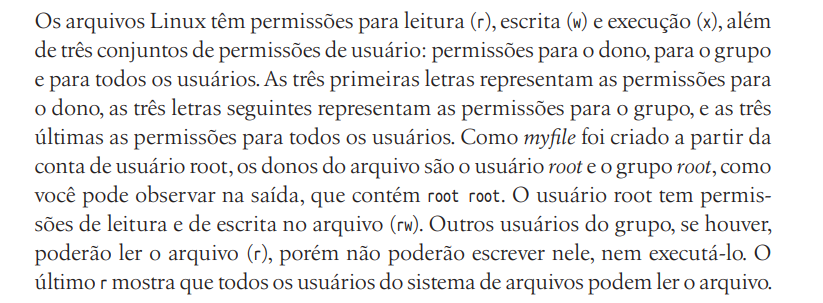 Os arquivos Linux têm permissões para leitura (r), escrita (w) e execução (x), além
de três conjuntos de permissões de usuário: permissões para o dono, para o grupo
e para todos os usuários. As três primeiras letras representam as permissões para
o dono, as três letras seguintes representam as permissões para o grupo, e as três
últimas as permissões para todos os usuários. Como myfile foi criado a partir da
conta de usuário root, os donos do arquivo são o usuário root e o grupo root, como
você pode observar na saída, que contém root root. O usuário root tem permis-
sões de leitura e de escrita no arquivo (rw). Outros usuários do grupo, se houver,
poderão ler o arquivo (r), porém não poderão escrever nele, nem executá-lo. O
último r mostra que todos os usuários do sistema de arquivos podem ler o arquivo.